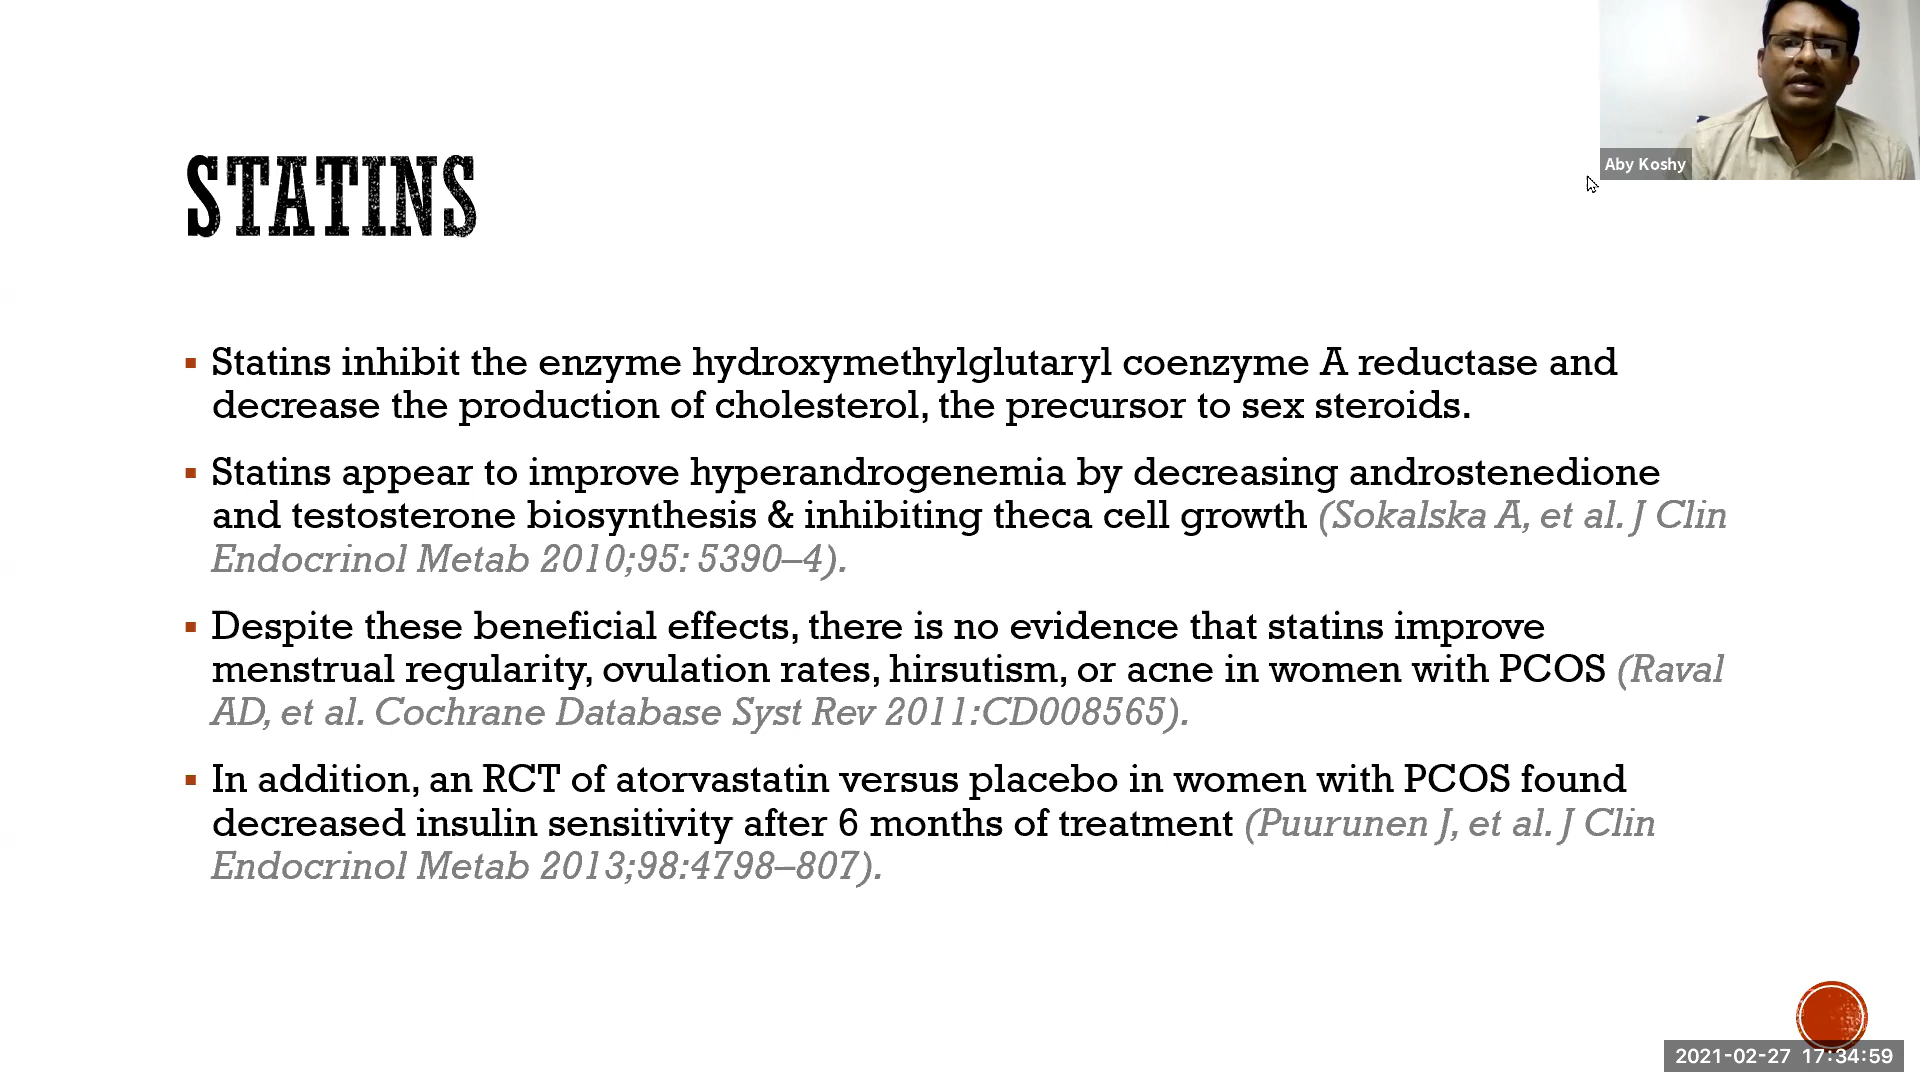 Aby Koshy
STATINS
▪ Statins inhibit the enzyme hydroxymethylglutaryl coenzyme A reductase and
decrease the production of cholesterol, the precursor to sex steroids.
▪ Statins appear to improve hyperandrogenemia by decreasing androstenedione
and testosterone biosynthesis & inhibiting theca cell growth (Sokalska A, et al. J Clin
Endocrinol Metab 2010;95: 5390–4).
▪ Despite these beneficial effects, there is no evidence that statins improve
menstrual regularity, ovulation rates, hirsutism, or acne in women with PCOS (Raval
AD, et al. Cochrane Database Syst Rev 2011:CD008565).
▪ In addition, an RCT of atorvastatin versus placebo in women with PCOS found
decreased insulin sensitivity after 6 months of treatment (Puurunen J, et al. J Clin
Endocrinol Metab 2013;98:4798–807).
2021-02-27 17:34:59